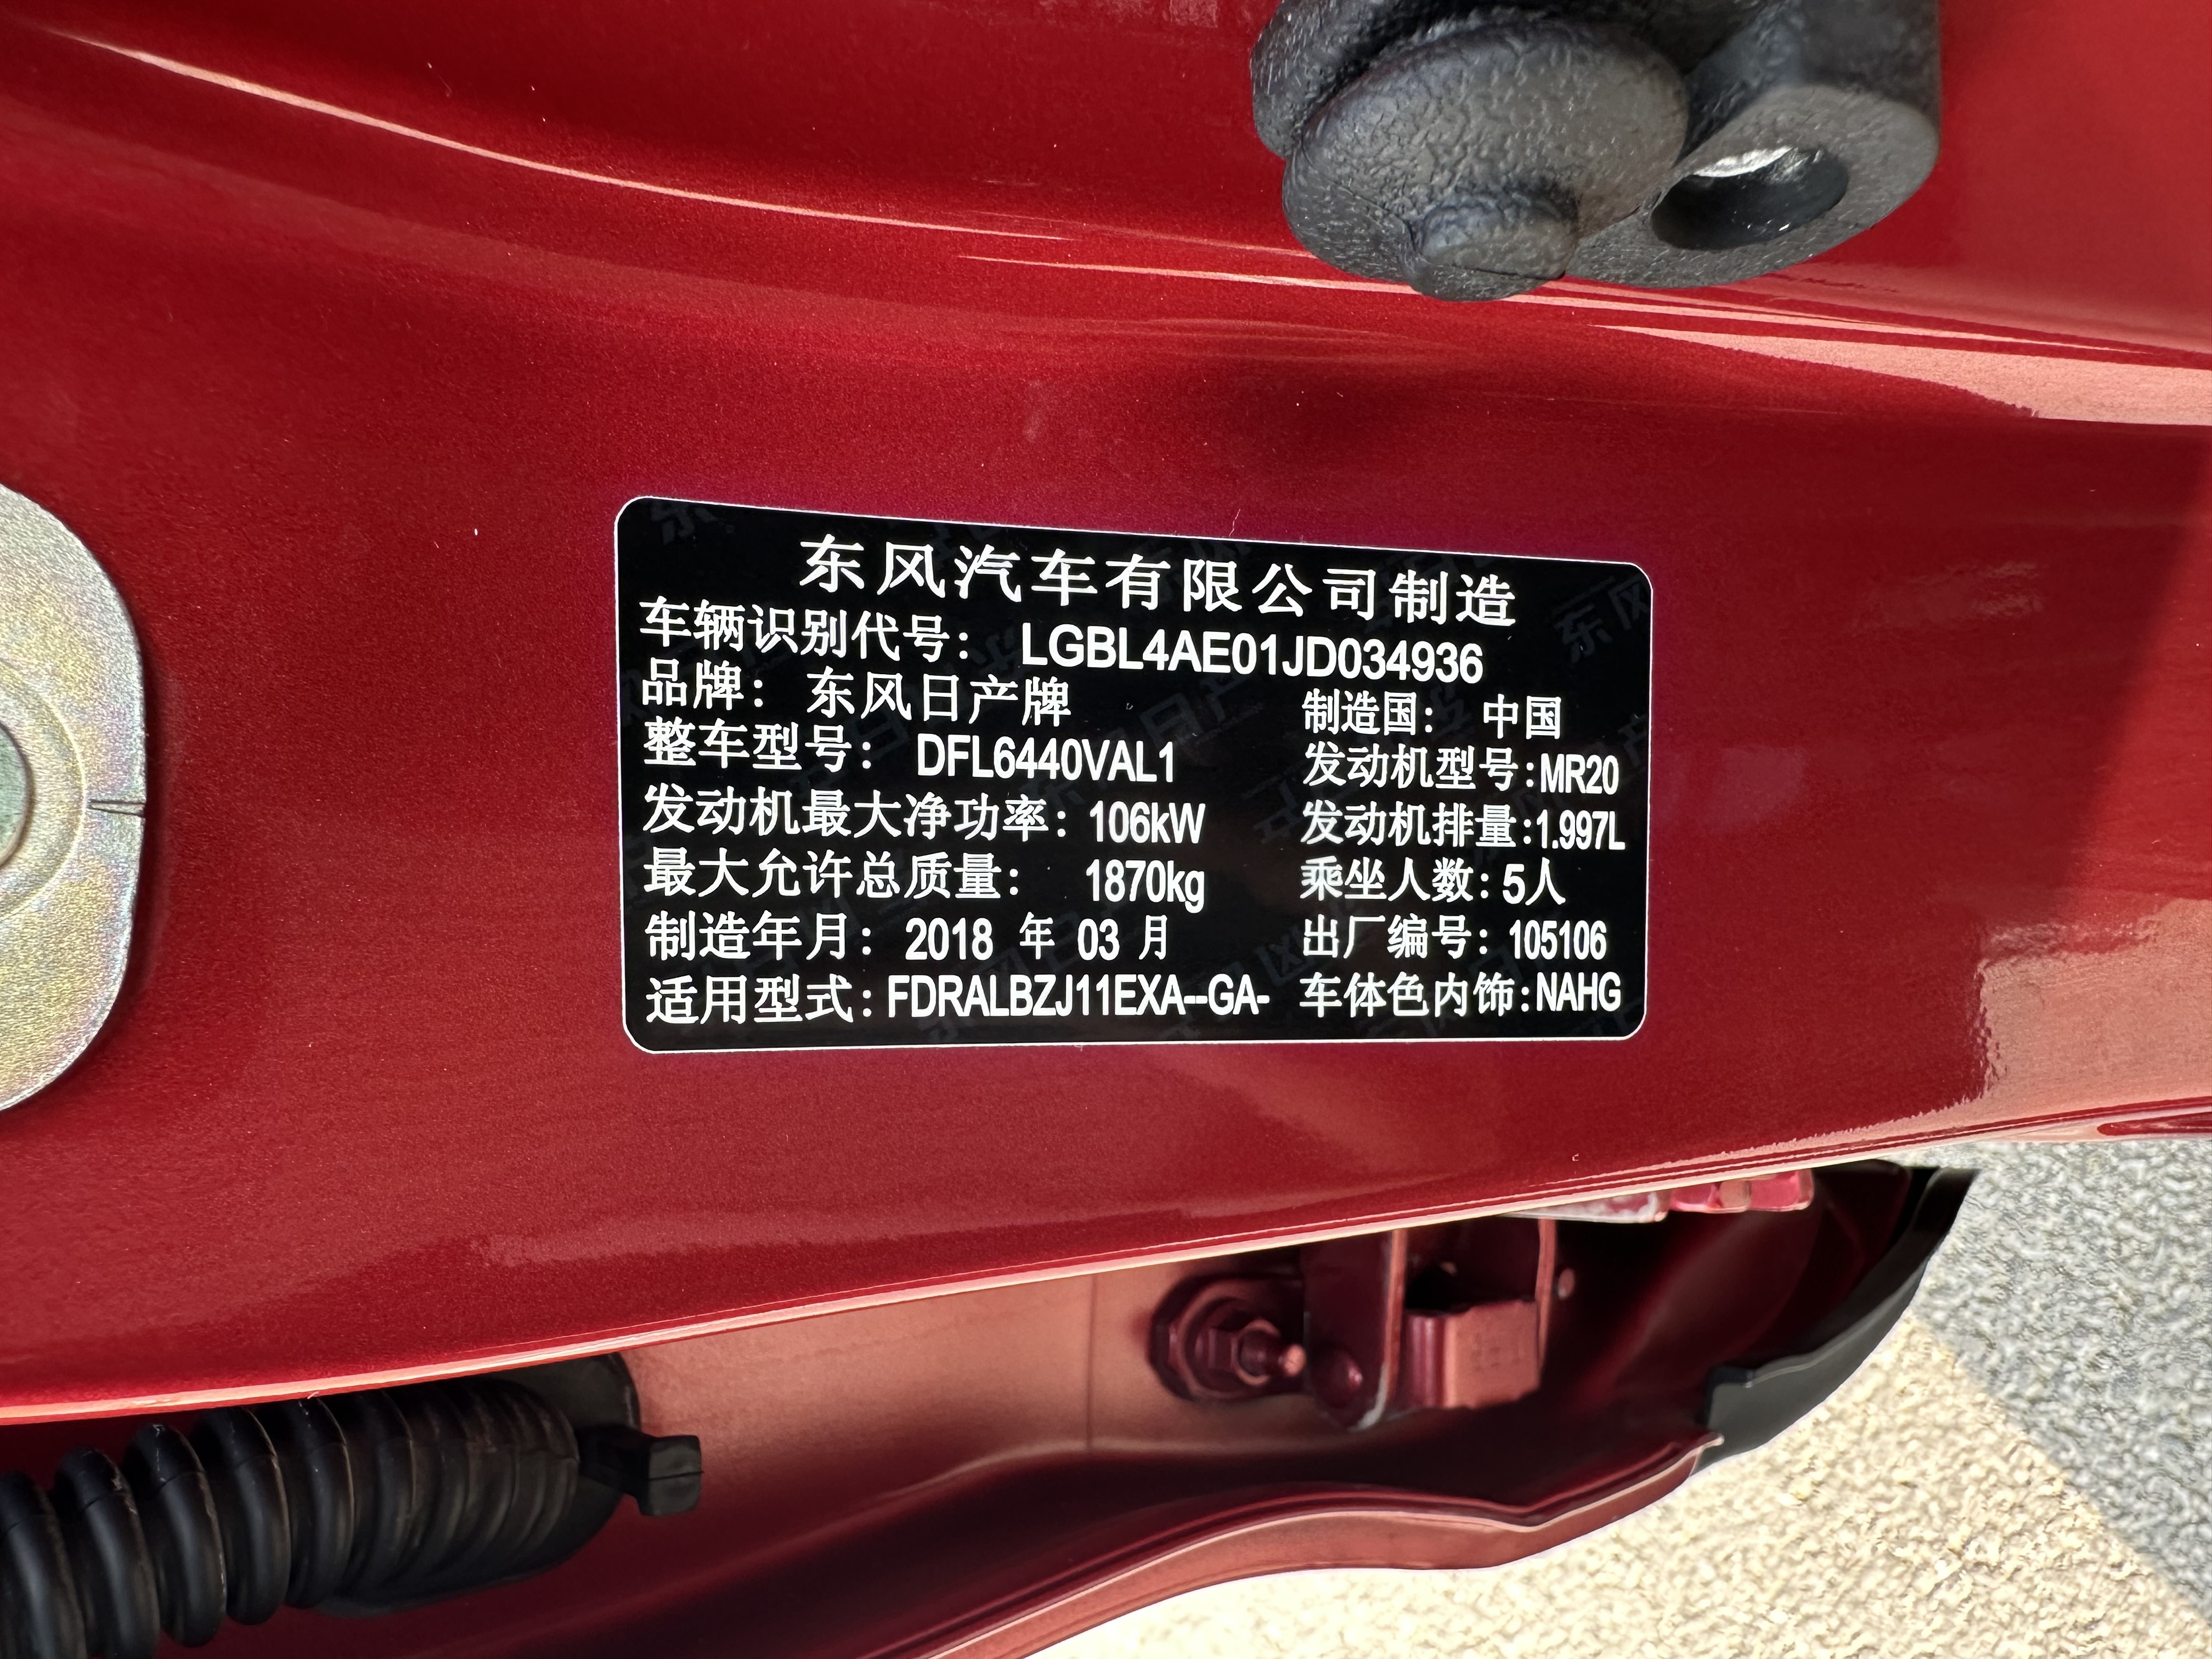 东风汽车有限公司制造
车辆识别代号： LGBL4AE01JD034936
品牌： 东风日产牌 制造国： 中国
整车型号： DFL6440VAL1 发动机型号:MR20
发动机最大净功率: 106kW 发动机排量:1.997L
最大允许总质量: 1870kg 乘坐人数: 5人
制造年月: 2018 年 03 月 出厂编号: 105106
适用型式: FDRALBZJ11EXA--GA- 车体色内饰:NAHG